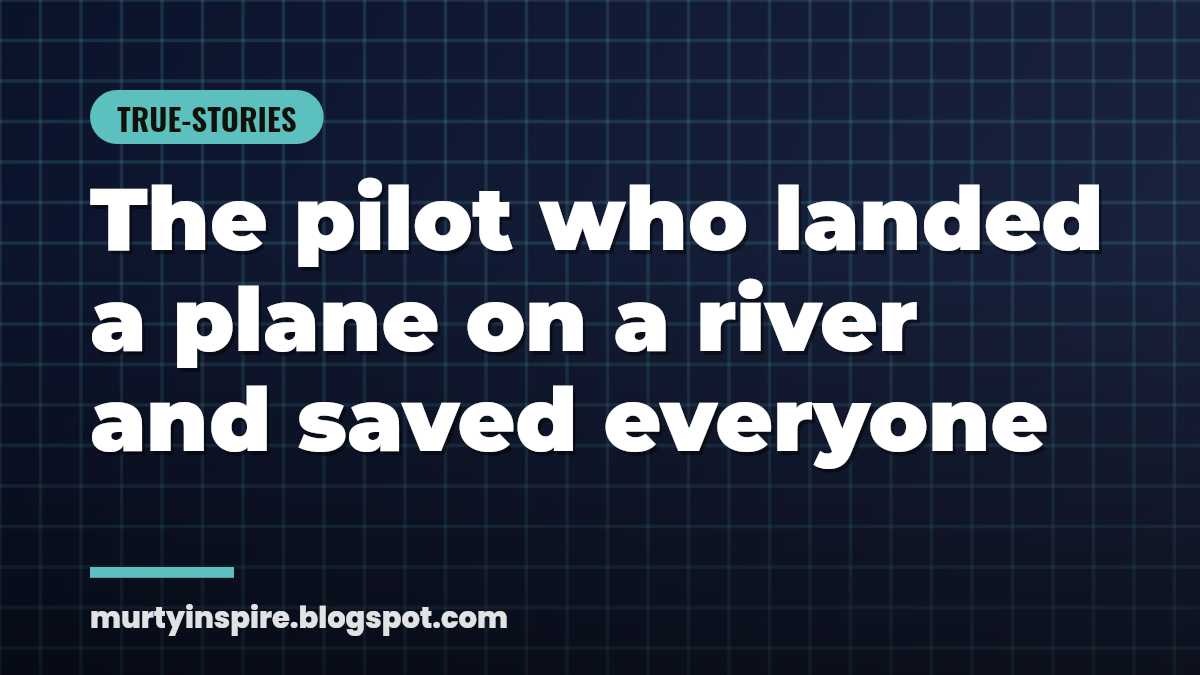 TRUE-STORIES
The pilot who landed
a plane on a river
and saved everyone
murtyinspire.blogspot.com